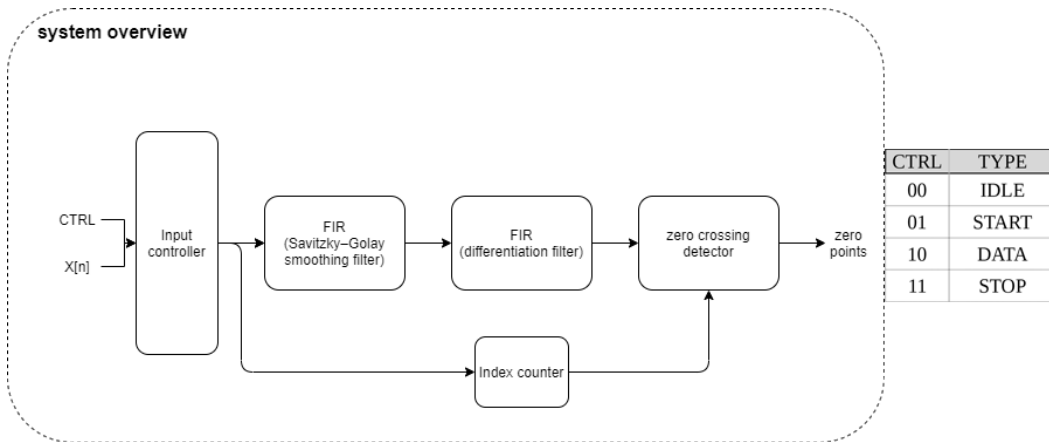 system overview
CTRL
X[n]
Input
controller
FIR
(Savitzky–Golay
smoothing filter)
FIR
(differentiation filter)
zero crossing
detector
zero
points
Index counter
CTRL TYPE
00 IDLE
01 START
10 DATA
11 STOP